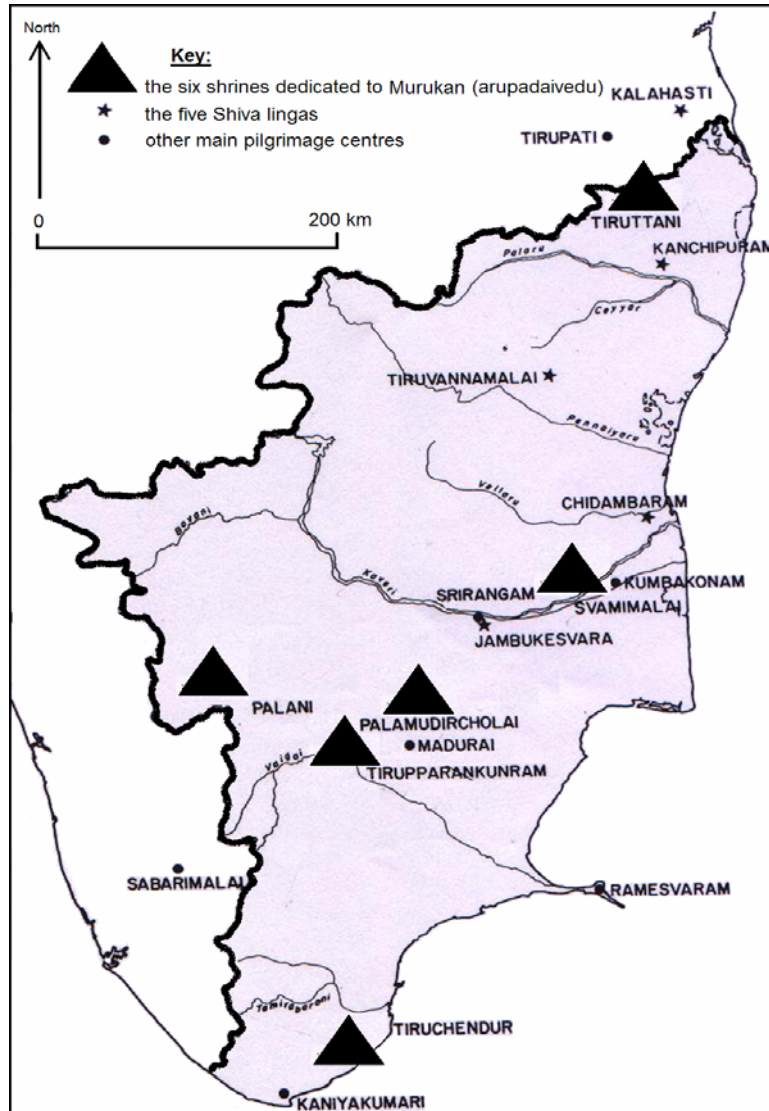 North
Key:
the six shrines dedicated to Murukan (arupadaivedu)
the five Shiva lingas
other main pilgrimage centres
KALAHASTI
TIRUPATI
0 200 km
TIRUTTANI
KANCHIPURAM
Palaru
Ceyyar
TIRUVANNAMALAI
Pennaiyaru
Vellaru
CHIDAMBARAM
Bavani
Kaveri
SRIRANGAM
KUMBAKONAM
SVAMIMALAI
JAMBUKESVARA
PALANI
PALAMUDIRCHOLAI
MADURAI
Vaigai
TIRUPPARANKUNRAM
SABARIMALAI
RAMESVARAM
Tamirabarani
TIRUCHENDUR
KANIYAKUMARI